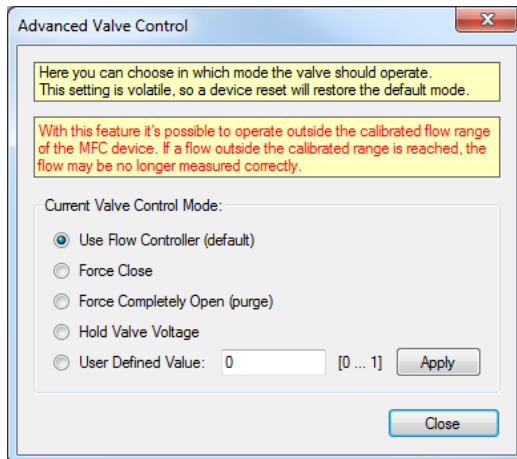 Advanced Valve Control
Here you can choose in which mode the valve should operate.
This setting is volatile, so a device reset will restore the default mode.
With this feature it's possible to operate outside the calibrated flow range
of the MFC device. If a flow outside the calibrated range is reached, the
flow may be no longer measured correctly.
Current Valve Control Mode:
Use Flow Controller (default)
Force Close
Force Completely Open (purge)
Hold Valve Voltage
User Defined Value: 0 [0 ... 1] Apply
Close